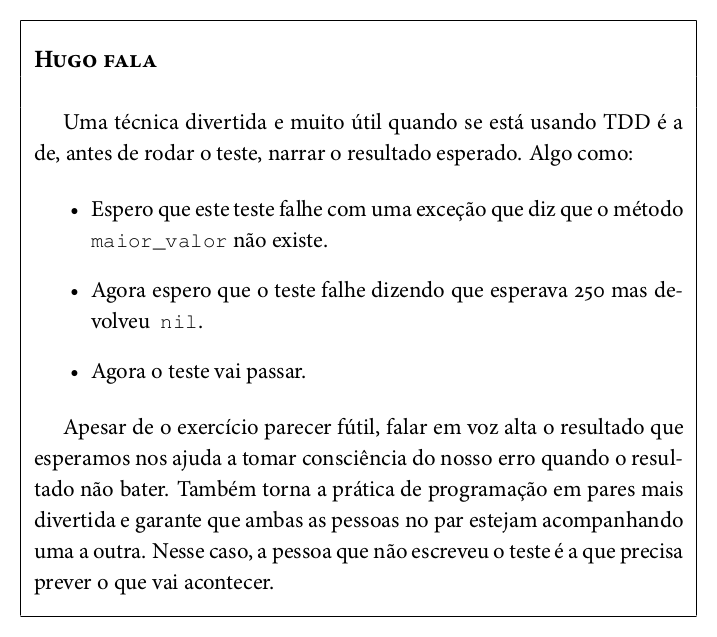 Hugo fala
Uma técnica divertida e muito útil quando se está usando TDD é a
de, antes de rodar o teste, narrar o resultado esperado. Algo como:
• Espero que este teste falhe com uma exceção que diz que o método
maior_valor não existe.
• Agora espero que o teste falhe dizendo que esperava 250 mas de-
volveu nil.
• Agora o teste vai passar.
Apesar de o exercício parecer fútil, falar em voz alta o resultado que
esperamos nos ajuda a tomar consciência do nosso erro quando o resul-
tado não bater. Também torna a prática de programação em pares mais
divertida e garante que ambas as pessoas no par estejam acompanhando
uma a outra. Nesse caso, a pessoa que não escreveu o teste é a que precisa
prever o que vai acontecer.